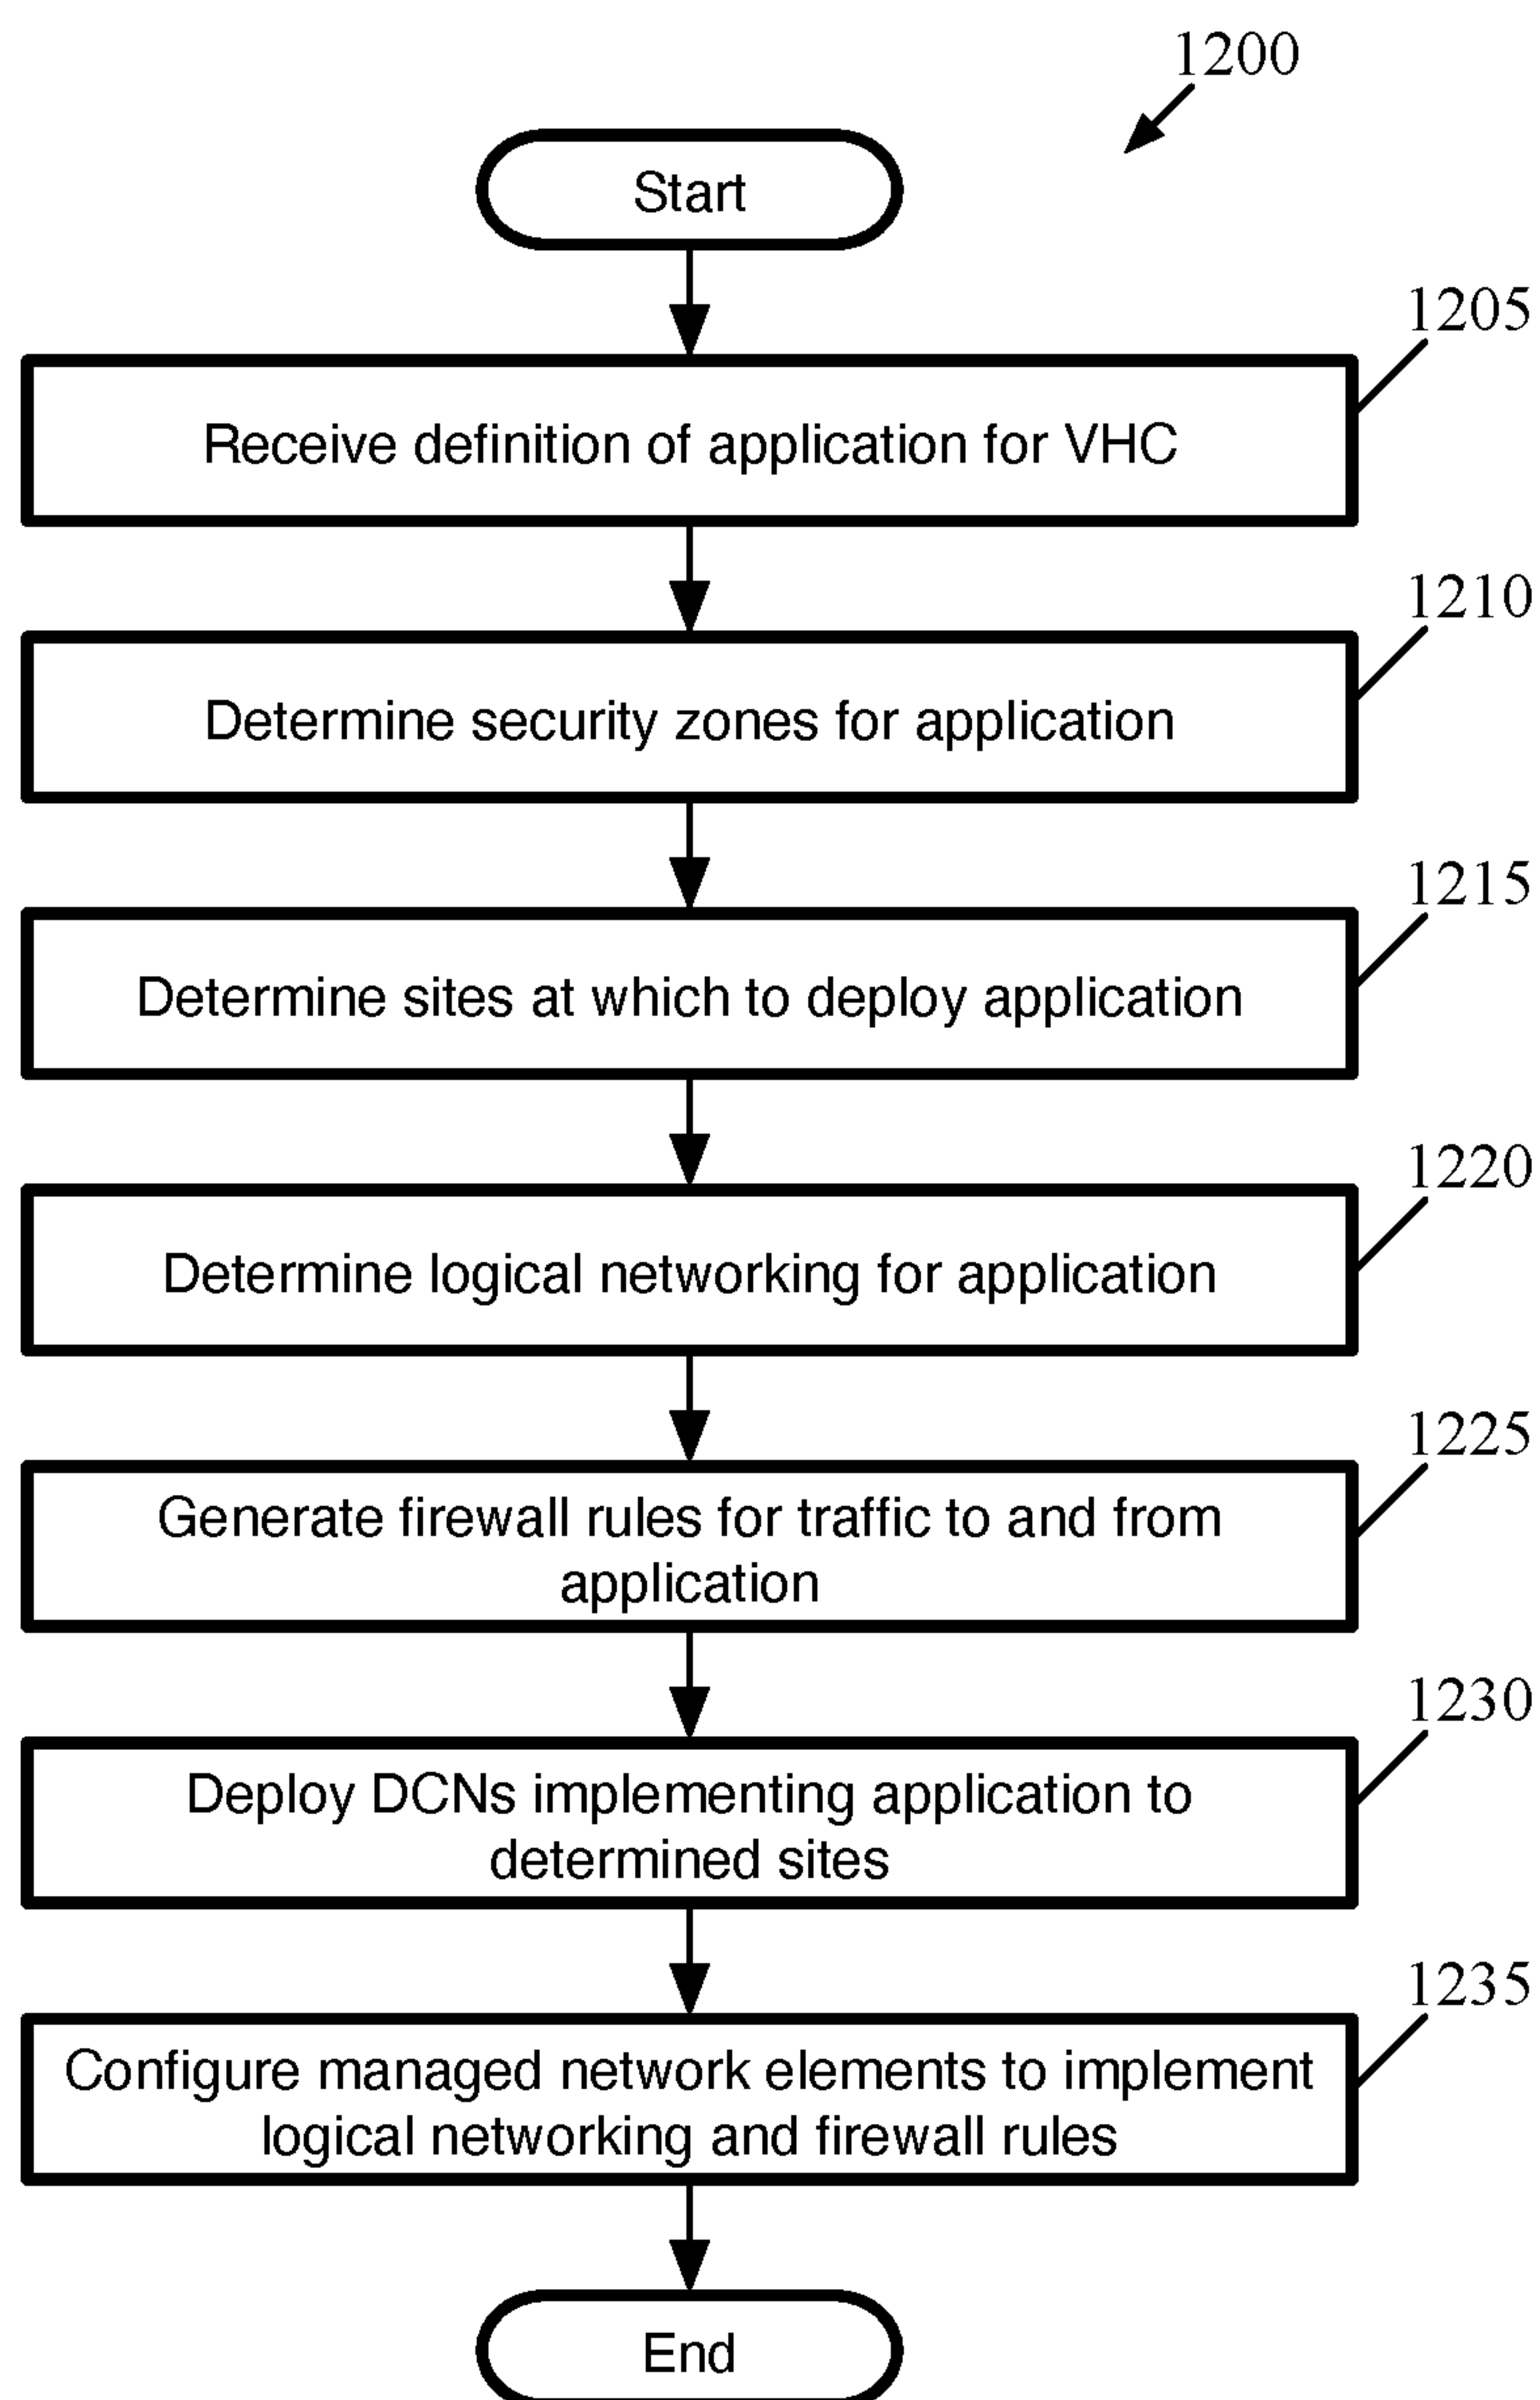 1200
Start
1205
Receive definition of application for VHC
1210
Determine security zones for application
1215
Determine sites at which to deploy application
1220
Determine logical networking for application
1225
Generate firewall rules for traffic to and from
application
1230
Deploy DCNs implementing application to
determined sites
1235
Configure managed network elements to implement
logical networking and firewall rules
End